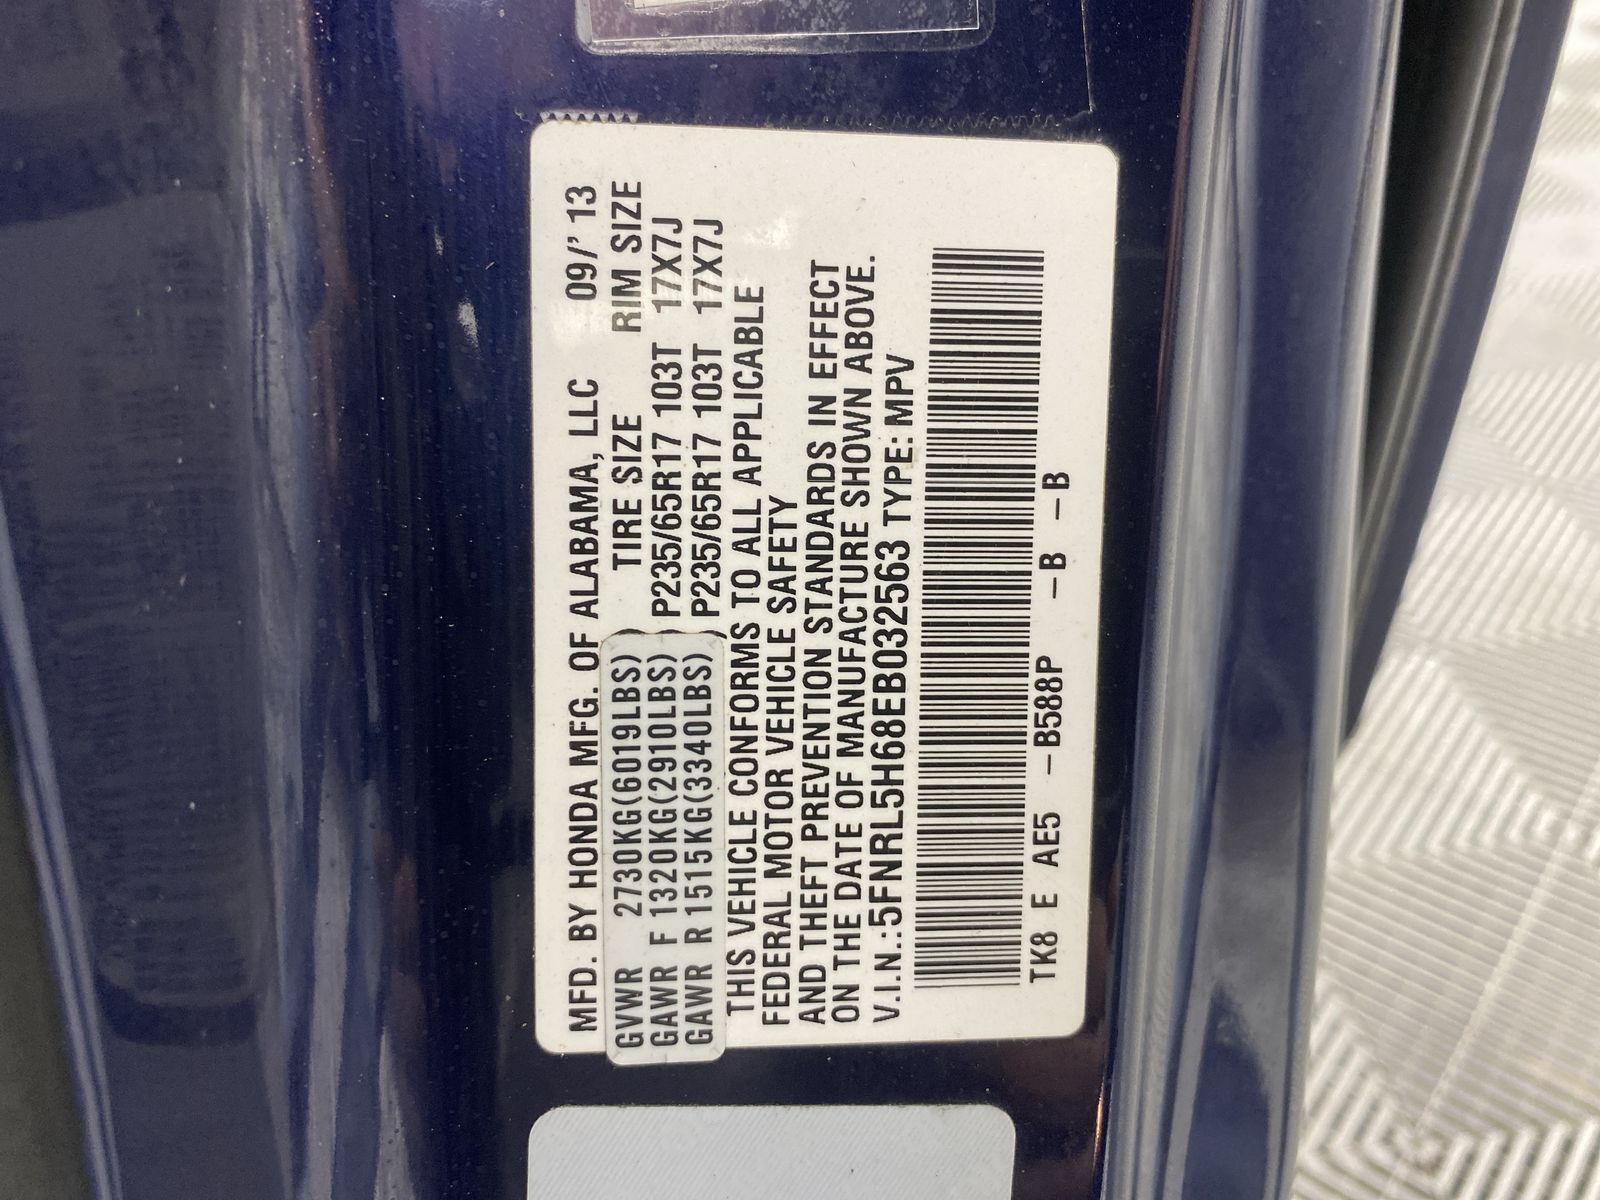 MFD. BY HONDA MFG. OF ALABAMA, LLC 09/' 13
GVWR 2730KG(6019LBS) TIRE SIZE RIM SIZE
GAWR F 1320KG(2910LBS) P235/65R17 103T 17X7J
GAWR R 1515KG(3340LBS) P235/65R17 103T 17X7J
THIS VEHICLE CONFORMS TO ALL APPLICABLE
FEDERAL MOTOR VEHICLE SAFETY
AND THEFT PREVENTION STANDARDS IN EFFECT
ON THE DATE OF MANUFACTURE SHOWN ABOVE.
V.I.N.:5FNRL5H68EB032563 TYPE: MPV
TK8 E AE5 -B588P -B -B